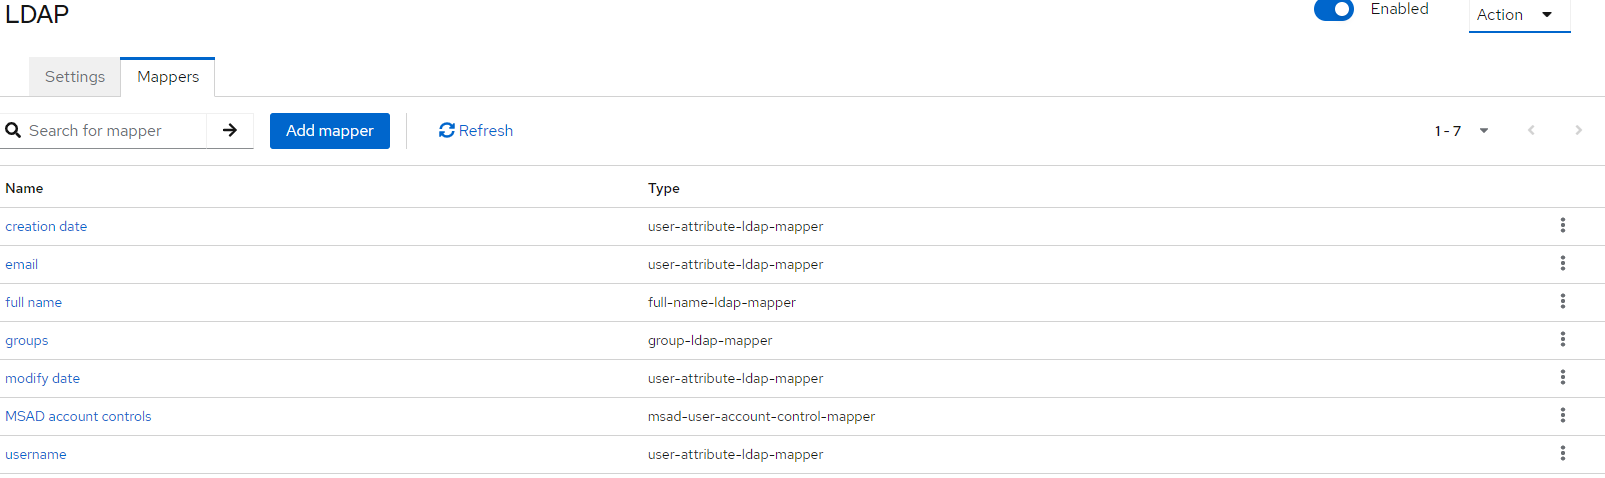 LDAP
Enabled
Action
Settings
Mappers
Search for mapper
Add mapper
Refresh
1 - 7
Name Type
creation date user-attribute-ldap-mapper
email user-attribute-ldap-mapper
full name full-name-ldap-mapper
groups group-ldap-mapper
modify date user-attribute-ldap-mapper
MSAD account controls msad-user-account-control-mapper
username user-attribute-ldap-mapper